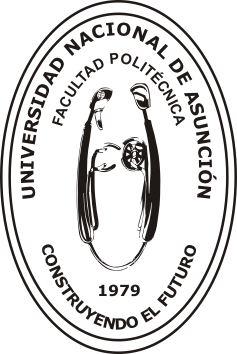 UNIVERSIDAD NACIONAL DE ASUNCIÓN
FACULTAD POLITÉCNICA
1979
CONSTRUYENDO EL FUTURO